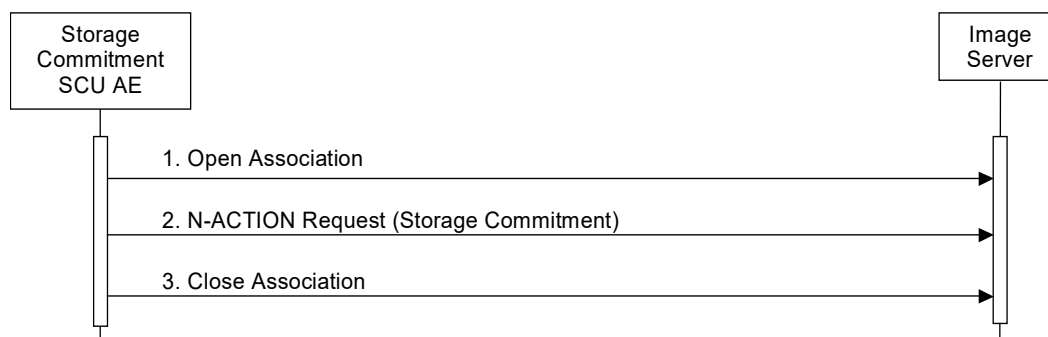 Storage
Commitment
SCU AE
Image
Server
1. Open Association
2. N-ACTION Request (Storage Commitment)
3. Close Association